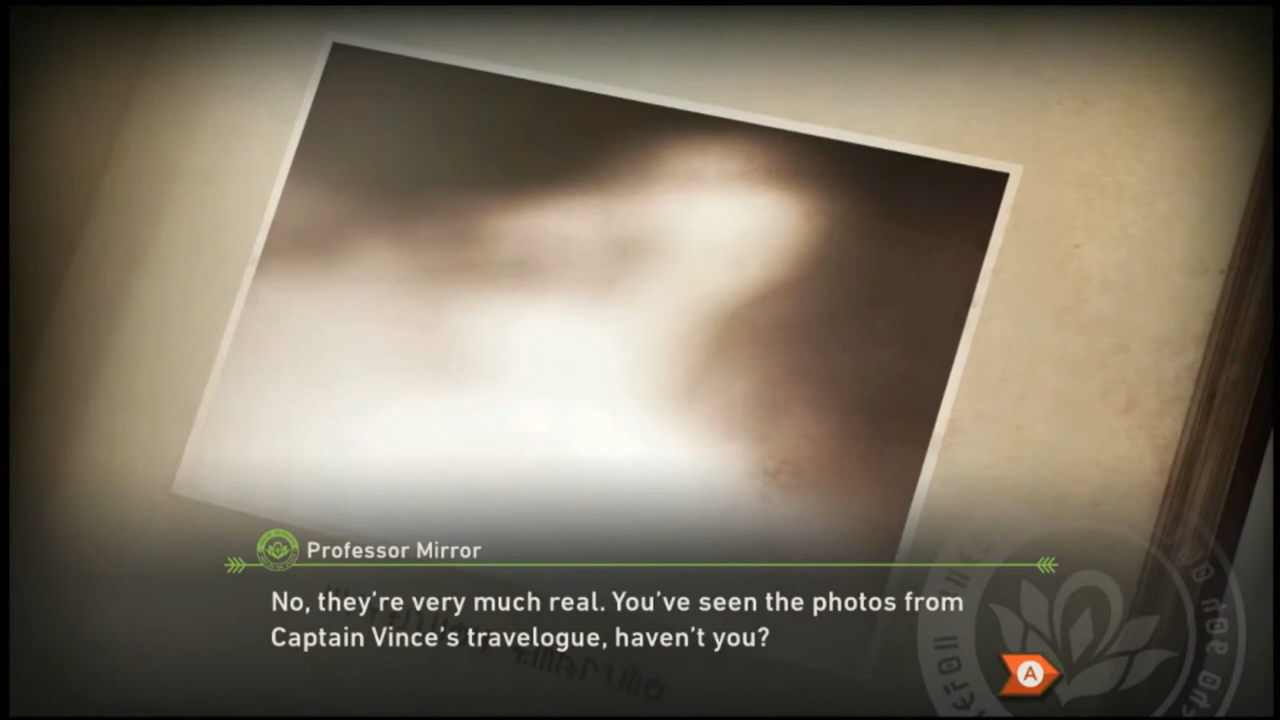 Professor Mirror
No, they're very much real. You've seen the photos from
Captain Vince's travelogue, haven't you?
A